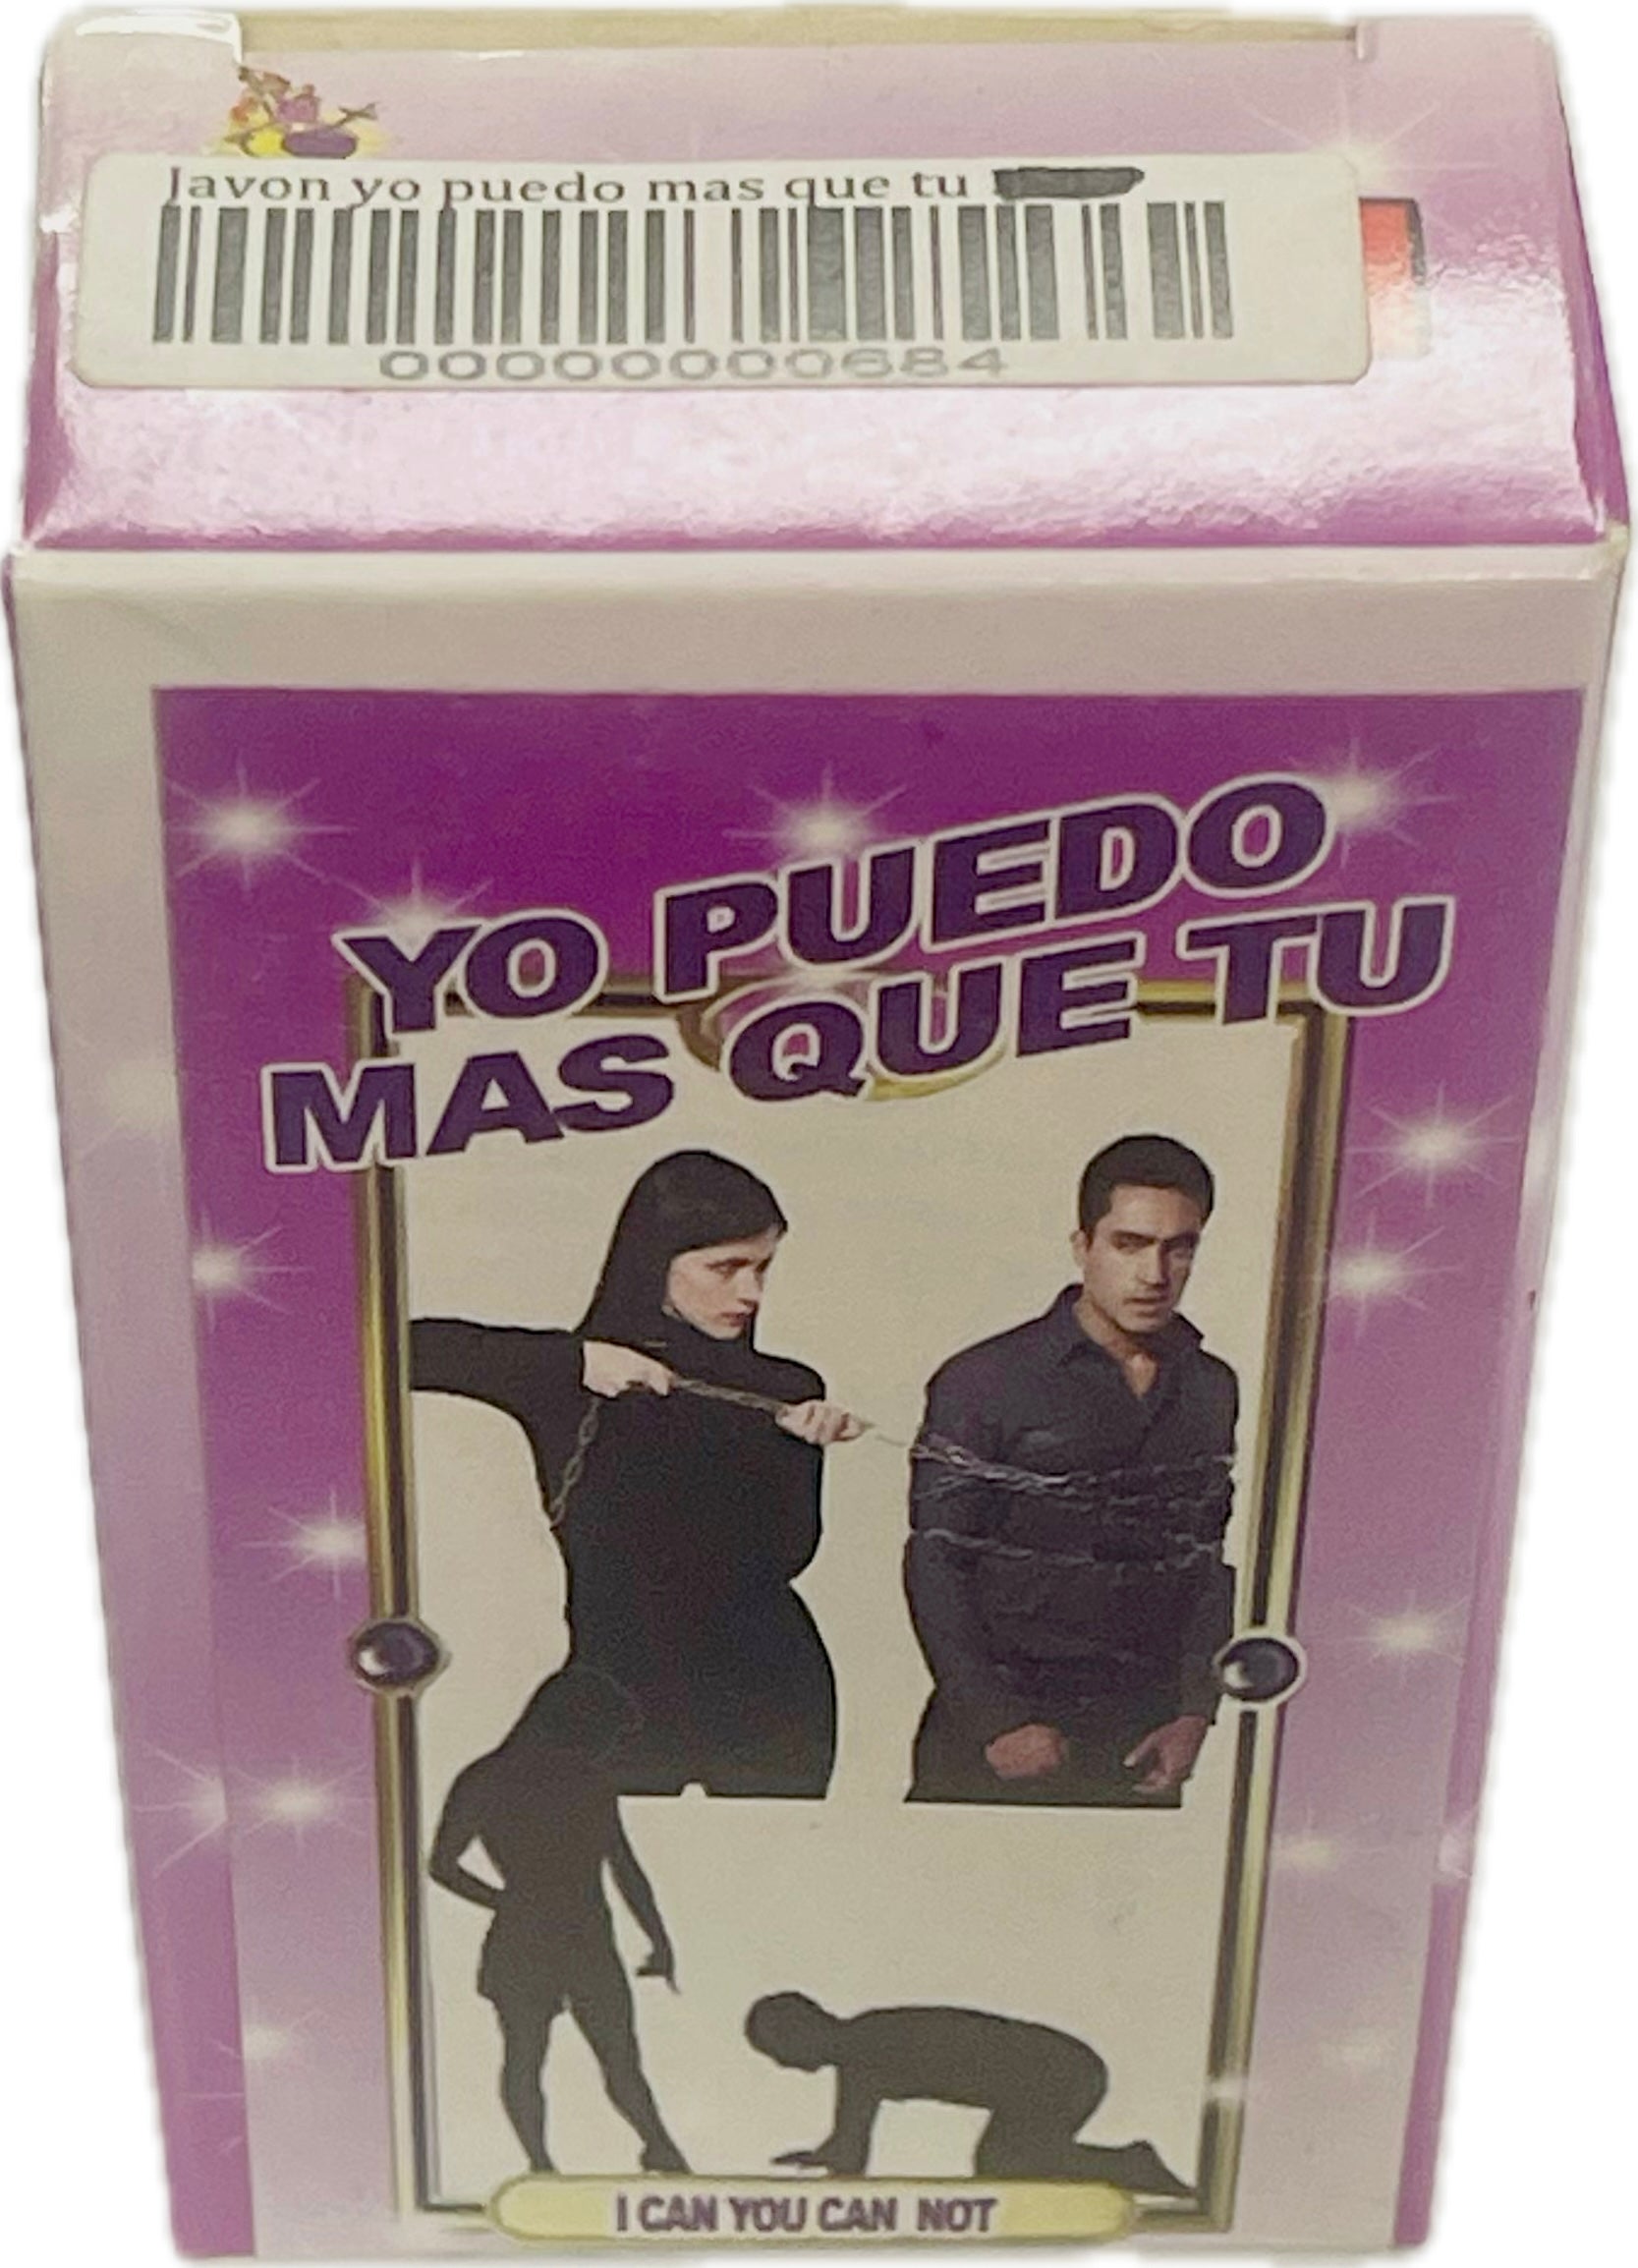 Javon yo puedo mas que tu
000000000684
YO PUEDO
MAS QUE TU
I CAN YOU CAN NOT